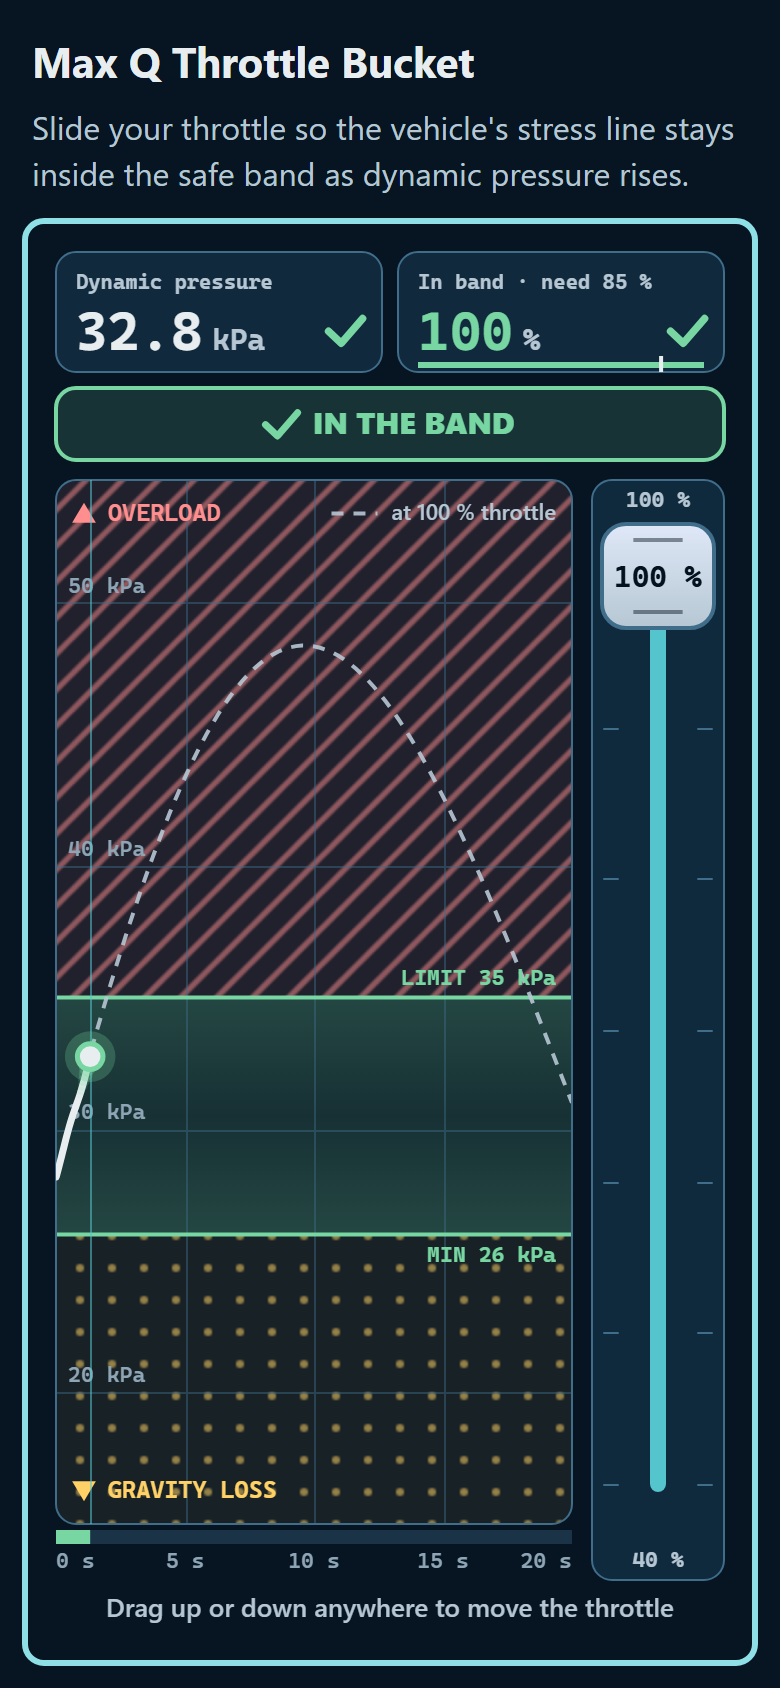 Max Q Throttle Bucket
Slide your throttle so the vehicle's stress line stays
inside the safe band as dynamic pressure rises.
Dynamic pressure
32.8 kPa
In band · need 85 %
100 %
IN THE BAND
OVERLOAD
at 100 % throttle
50 kPa
40 kPa
LIMIT 35 kPa
30 kPa
MIN 26 kPa
20 kPa
GRAVITY LOSS
0 s 5 s 10 s 15 s 20 s
100 %
100 %
40 %
Drag up or down anywhere to move the throttle